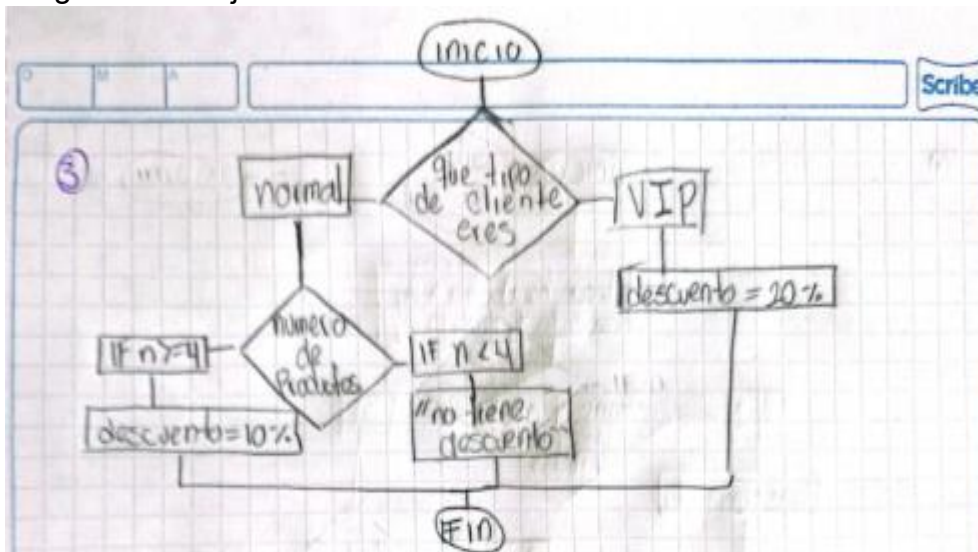 inicio
D M A
Scribe
3
que tipo
de cliente
eres
normal
VIP
descuento = 20%
numero
de
Productos
IF n>=4
IF n<4
descuento=10%
"no tiene
descuento"
Fin